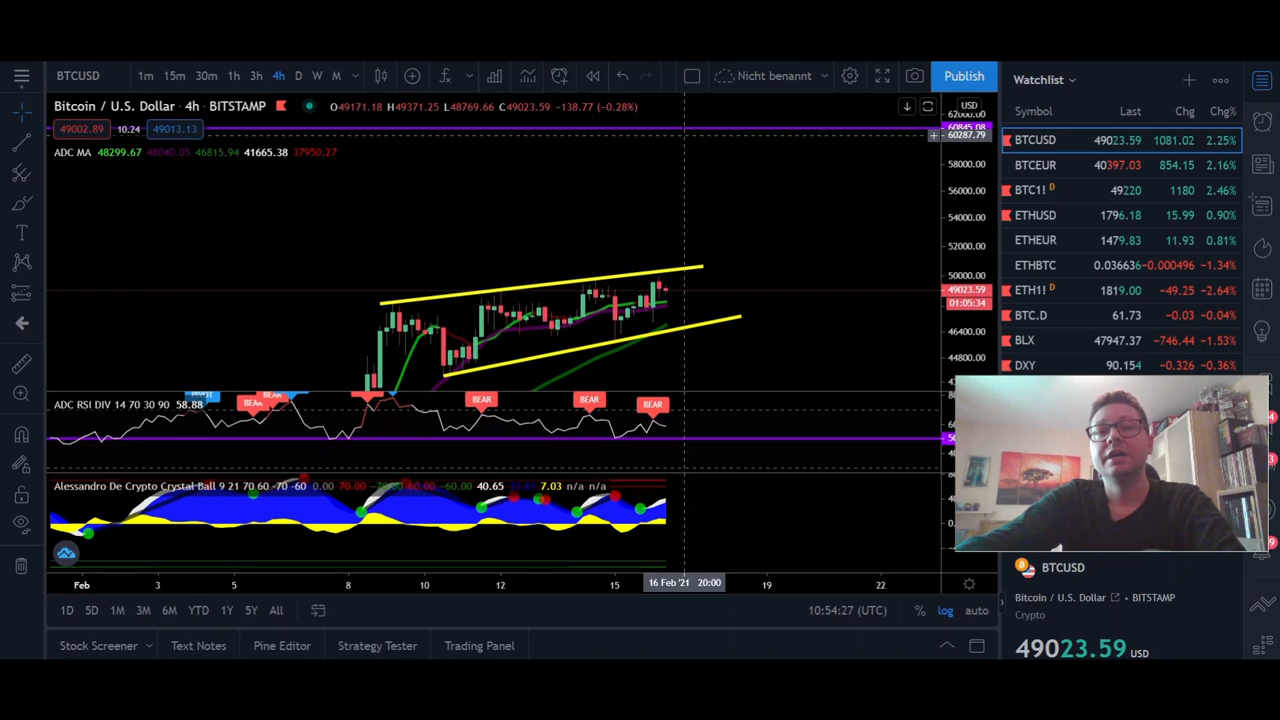 BTCUSD 1m 15m 30m 1h 3h 4h D W M Nicht benannt Publish
Watchlist
Bitcoin / U.S. Dollar 4h BITSTAMP O49171.18 H49371.25 L48769.66 C49023.59 −138.77 (−0.28%)
USD
Symbol Last Chg Chg%
49002.89 10.24 49013.13
ADC MA 48299.67 48040.05 46815.94 41665.38 37950.27
62000.00
60845.08
60287.79
58000.00
56000.00
54000.00
52000.00
50000.00
49023.59
01:05:34
46400.00
44800.00
BTCUSD 49023.59 1081.02 2.25%
BTCEUR 40397.03 854.15 2.16%
BTC1! D 49220 1180 2.46%
ETHUSD 1796.18 15.99 0.90%
ETHEUR 1479.83 11.93 0.81%
ETHBTC 0.036636 −0.000496 −1.34%
ETH1! D 1819.00 −49.25 −2.64%
BTC.D 61.73 −0.03 −0.04%
BLX 47947.37 −746.44 −1.53%
DXY 90.154 −0.326 −0.36%
ADC RSI DIV 14 70 30 90 58.88
BEAR BEAR BEAR BEAR BEAR
Alessandro De Crypto Crystal Ball 9 21 70 60 -70 -60 0.00 70.00 −70.00 60.00 −60.00 40.65 7.03 n/a n/a
Feb 3 5 8 10 12 15 16 Feb '21 20:00 19 22
1D 5D 1M 3M 6M YTD 1Y 5Y All 10:54:27 (UTC) % log auto
Stock Screener Text Notes Pine Editor Strategy Tester Trading Panel
BTCUSD
Bitcoin / U.S. Dollar BITSTAMP
Crypto
49023.59 USD